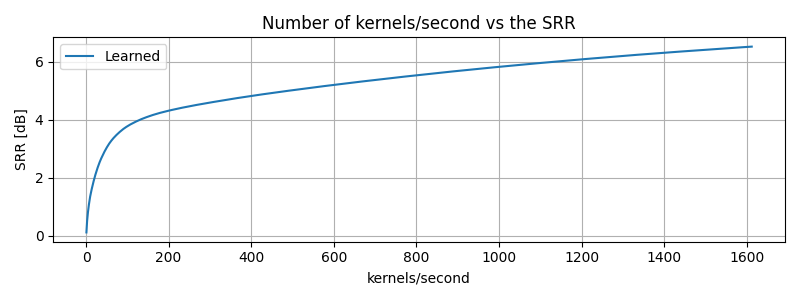 Number of kernels/second vs the SRR
Learned
SRR [dB]
6
4
2
0
0 200 400 600 800 1000 1200 1400 1600
kernels/second